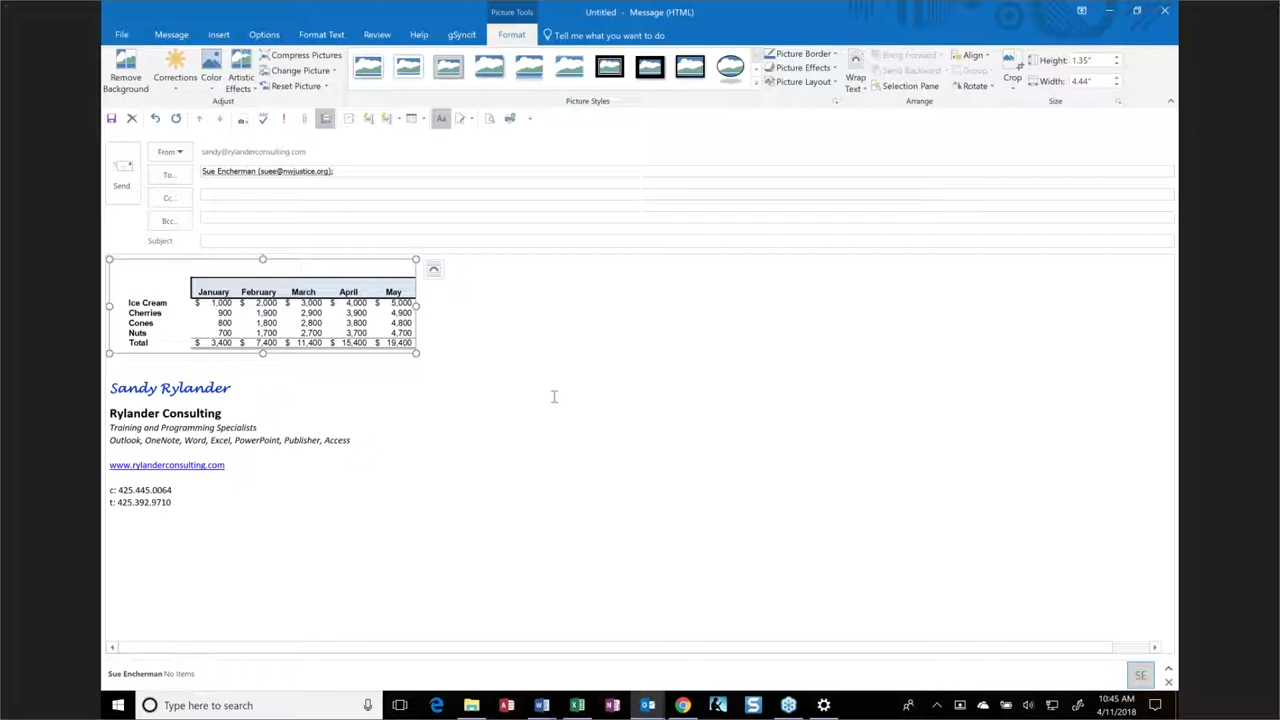 Picture Tools
Untitled - Message (HTML)
File Message Insert Options Format Text Review Help gSyncit Format Tell me what you want to do
Remove Background
Corrections
Color
Artistic Effects
Compress Pictures
Change Picture
Reset Picture
Adjust
Picture Styles
Picture Border
Picture Effects
Picture Layout
Wrap Text
Bring Forward
Send Backward
Selection Pane
Align
Group
Rotate
Arrange
Crop
Height: 1.35"
Width: 4.44"
Size
Send
From sandy@rylanderconsulting.com
To... Sue Encherman (suee@nwjustice.org);
Cc...
Bcc...
Subject
January February March April May
Ice Cream $ 1,000 $ 2,000 $ 3,000 $ 4,000 $ 5,000
Cherries 900 1,900 2,900 3,900 4,900
Cones 800 1,800 2,800 3,800 4,800
Nuts 700 1,700 2,700 3,700 4,700
Total $ 3,400 $ 7,400 $ 11,400 $ 15,400 $ 19,400
Sandy Rylander
Rylander Consulting
Training and Programming Specialists
Outlook, OneNote, Word, Excel, PowerPoint, Publisher, Access
www.rylanderconsulting.com
c: 425.445.0064
t: 425.392.9710
Sue Encherman No Items
SE
Type here to search
10:45 AM
4/11/2018